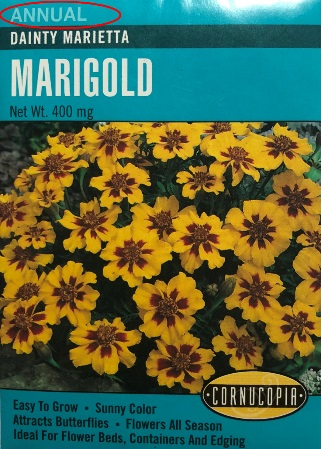 ANNUAL
DAINTY MARIETTA
MARIGOLD
Net Wt. 400 mg
CORNUCOPIA
Easy To Grow • Sunny Color
Attracts Butterflies • Flowers All Season
Ideal For Flower Beds, Containers And Edging